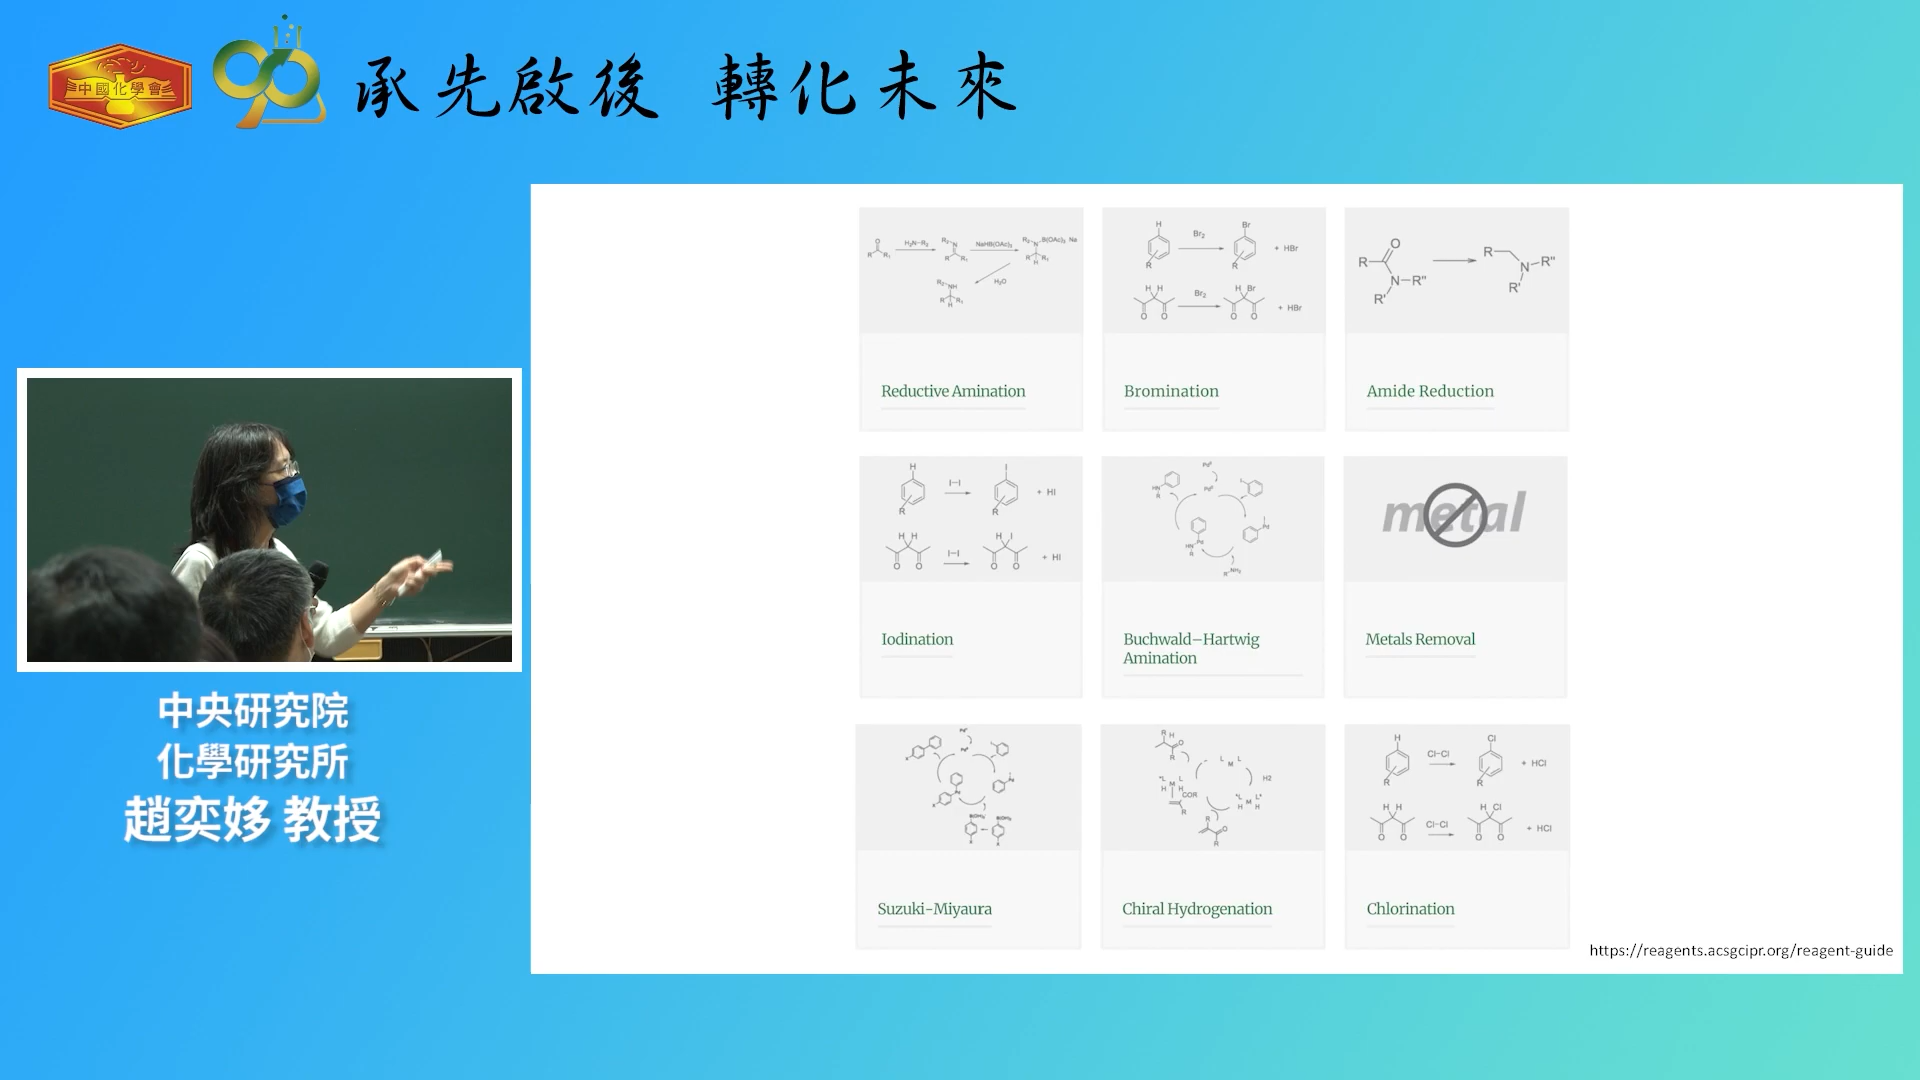 中國化學會
90
承先啟後 轉化未來
Reductive Amination
Bromination
Amide Reduction
metal
Iodination
Buchwald–Hartwig
Amination
Metals Removal
Suzuki-Miyaura
Chiral Hydrogenation
Chlorination
https://reagents.acsgcipr.org/reagent-guide
中央研究院
化學研究所
趙奕姼 教授